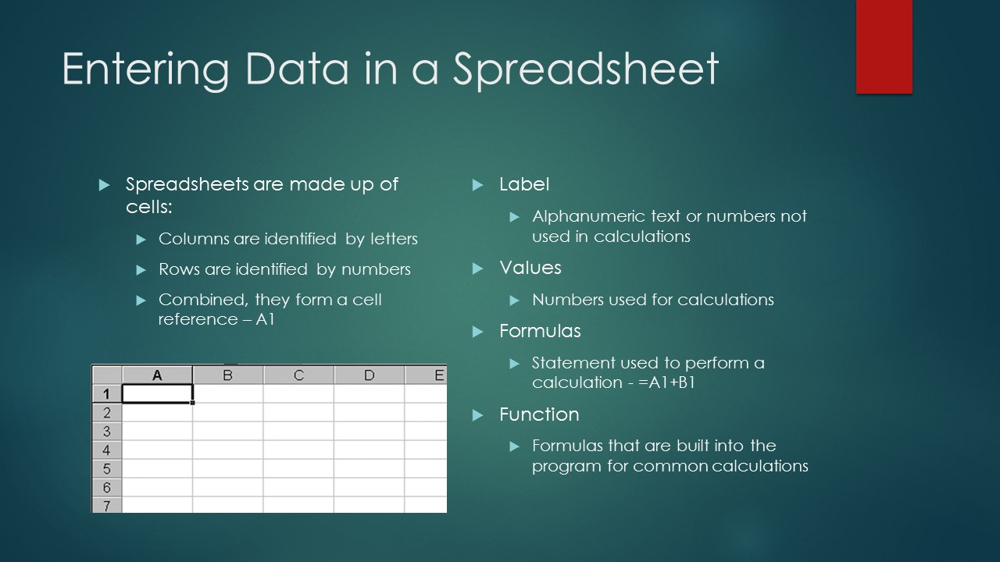 Entering Data in a Spreadsheet
Spreadsheets are made up of
cells:
Columns are identified by letters
Rows are identified by numbers
Combined, they form a cell
reference – A1
A B C D E
1
2
3
4
5
6
7
Label
Alphanumeric text or numbers not
used in calculations
Values
Numbers used for calculations
Formulas
Statement used to perform a
calculation - =A1+B1
Function
Formulas that are built into the
program for common calculations